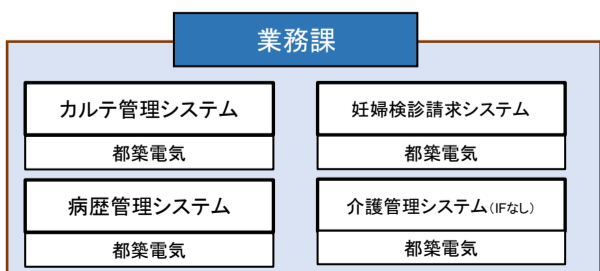 業務課
カルテ管理システム
都築電気
妊婦検診請求システム
都築電気
病歴管理システム
都築電気
介護管理システム(IFなし)
都築電気